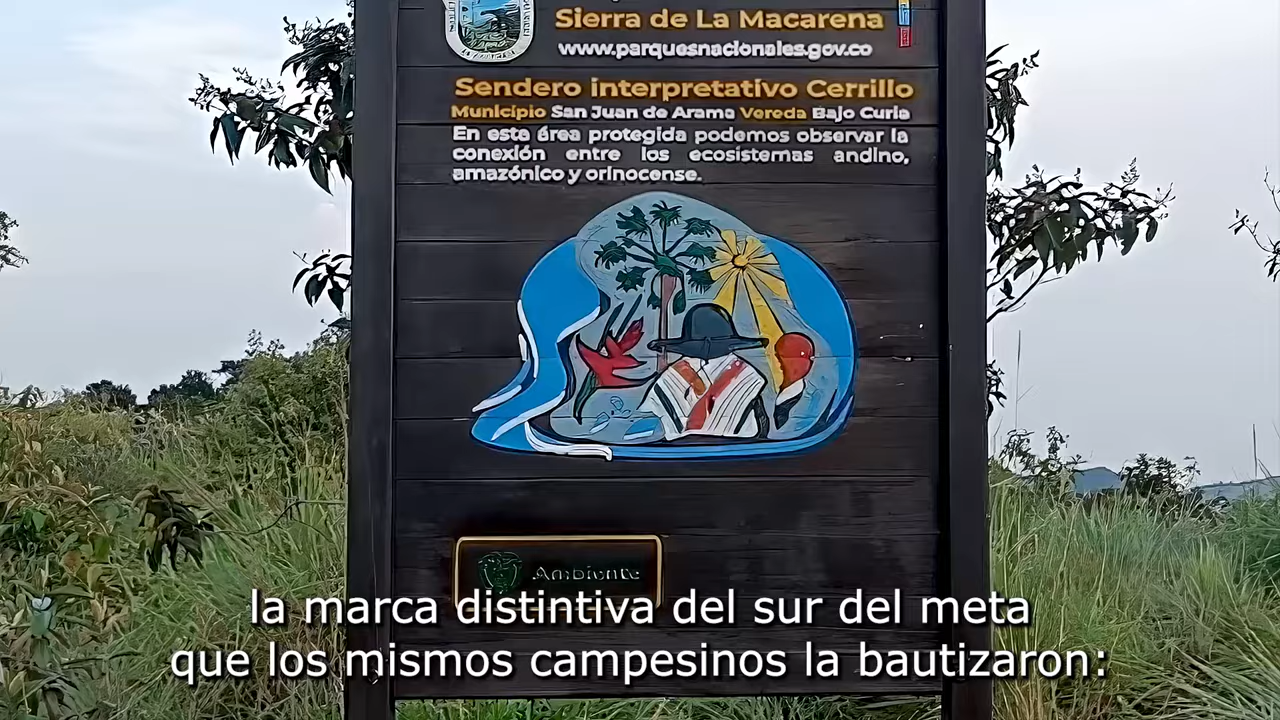 Sierra de La Macarena
www.parquesnacionales.gov.co
Sendero interpretativo Cerrillo
Municipio San Juan de Arama Vereda Bajo Curia
En esta área protegida podemos observar la
conexión entre los ecosistemas andino,
amazónico y orinocense.
Ambiente
la marca distintiva del sur del meta
que los mismos campesinos la bautizaron: